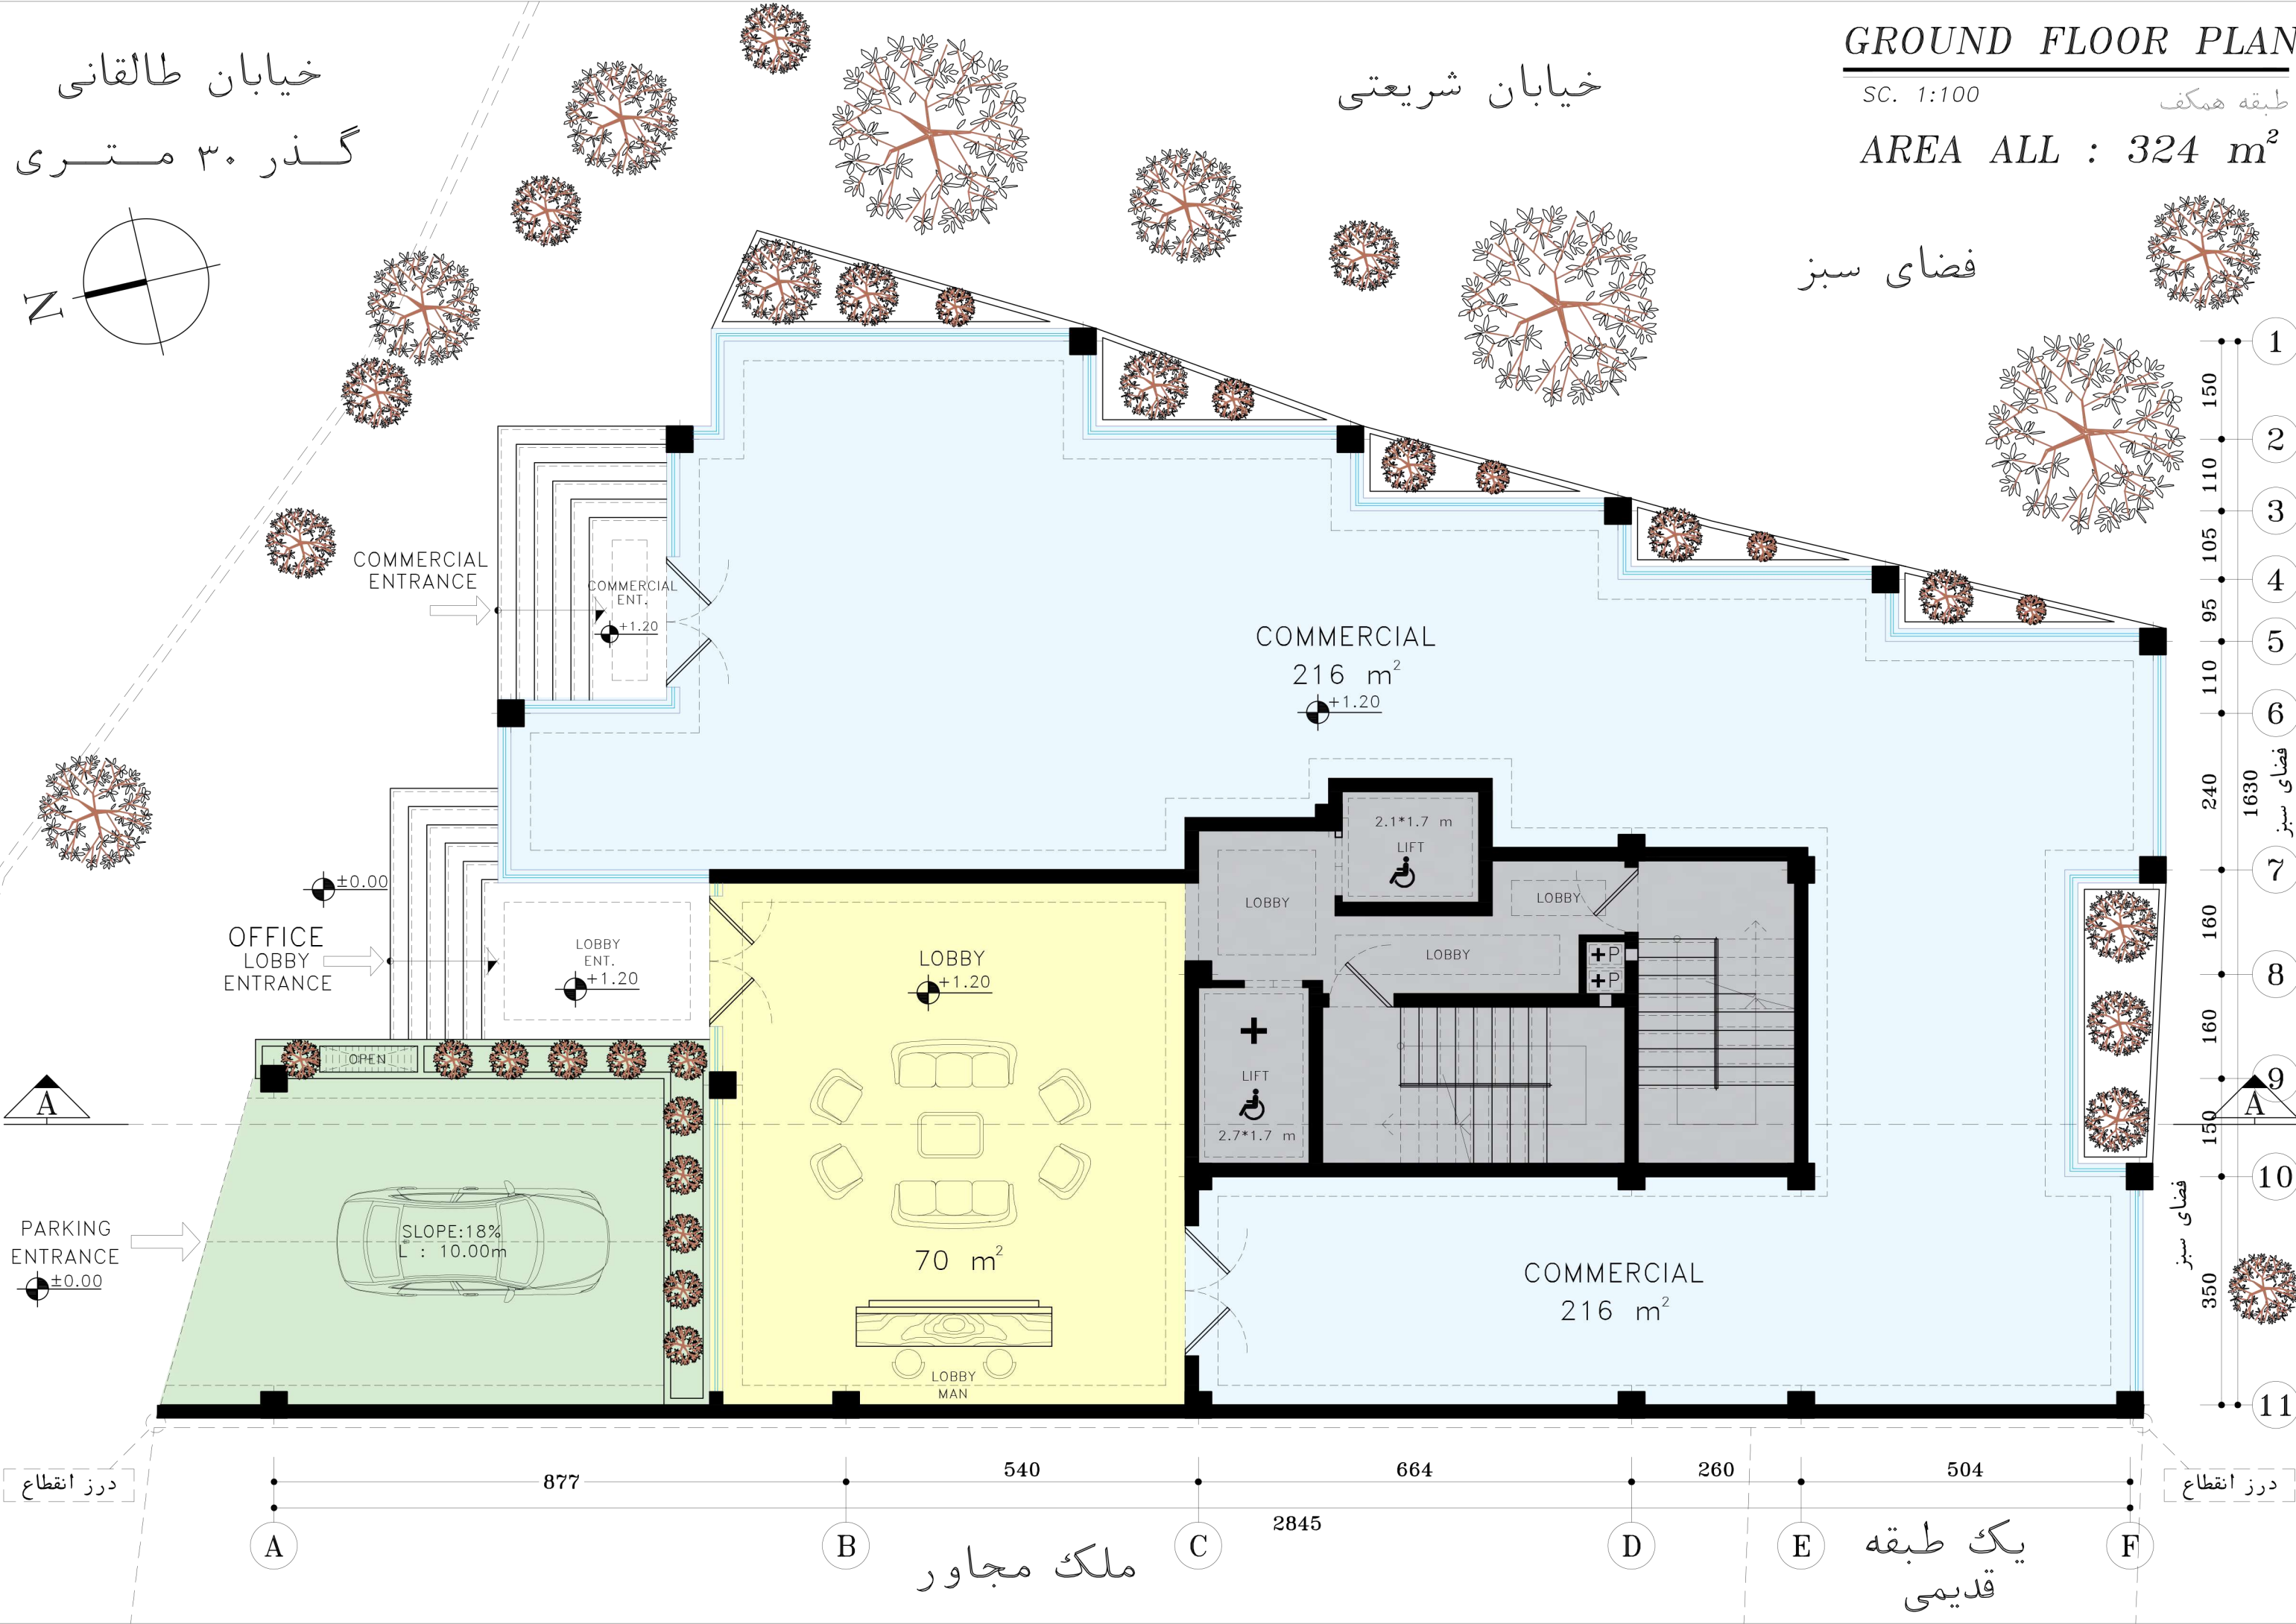 خیابان طالقانی
گذر ۳۰ متری
خیابان شریعتی
GROUND FLOOR PLAN
SC. 1:100
طبقه همکف
AREA ALL : 324 m²
فضای سبز
N
COMMERCIAL
ENTRANCE
COMMERCIAL
ENT.
+1.20
COMMERCIAL
216 m²
+1.20
1
2
3
4
5
6
7
8
9
10
11
150
110
105
95
110
240
160
160
150
350
1630
فضای سبز
فضای سبز
2.1*1.7 m
LIFT
LOBBY
LOBBY
LOBBY
+P
+P
±0.00
OFFICE
LOBBY
ENTRANCE
LOBBY
ENT.
+1.20
LOBBY
+1.20
LIFT
2.7*1.7 m
OPEN
A
A
PARKING
ENTRANCE
±0.00
SLOPE:18%
L : 10.00m
70 m²
LOBBY
MAN
COMMERCIAL
216 m²
درز انقطاع
درز انقطاع
877
540
664
260
504
2845
A
B
C
D
E
F
ملک مجاور
یک طبقه
قدیمی